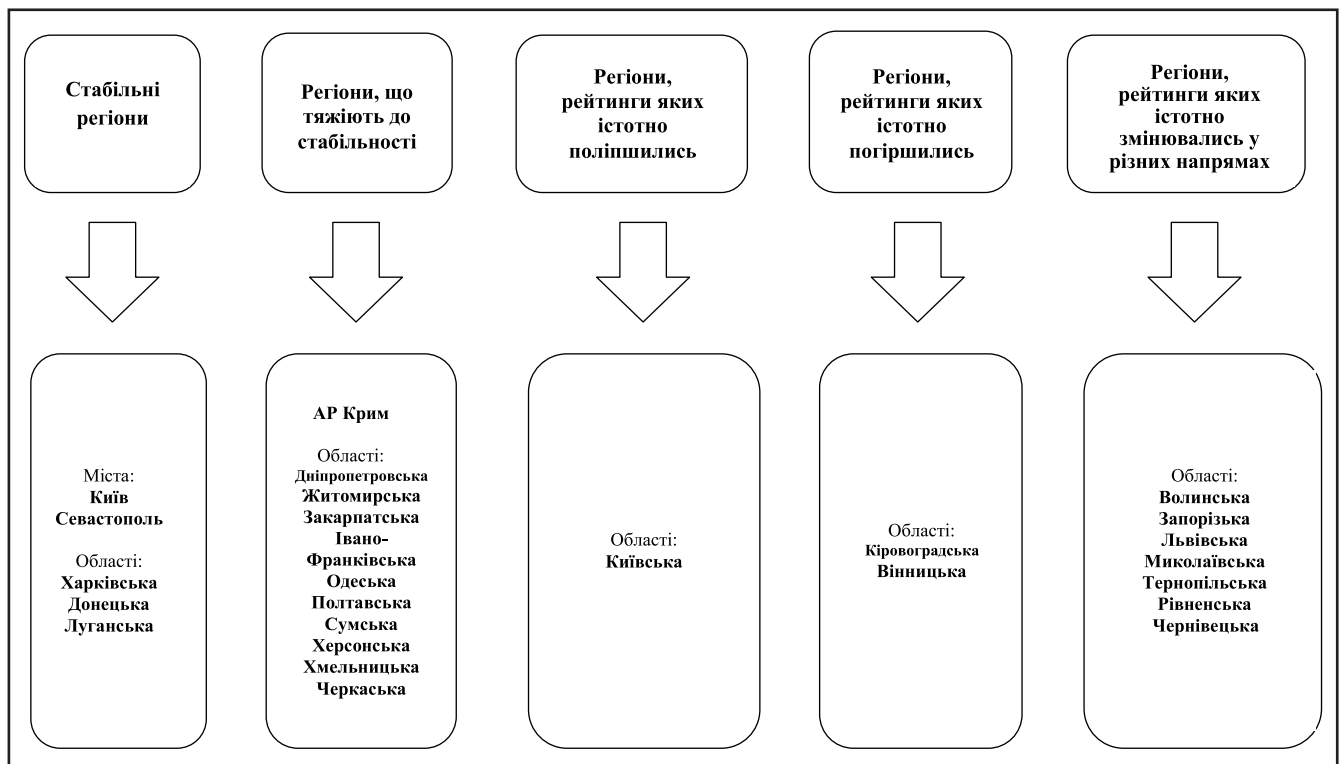 Стабільні
регіони
Регіони, що
тяжіють до
стабільності
Регіони,
рейтинги яких
істотно
поліпшились
Регіони,
рейтинги яких
істотно
погіршились
Регіони,
рейтинги яких
істотно
змінювались у
різних напрямах
Міста:
Київ
Севастополь
Області:
Харківська
Донецька
Луганська
АР Крим
Області:
Дніпропетровська
Житомирська
Закарпатська
Івано-
Франківська
Одеська
Полтавська
Сумська
Херсонська
Хмельницька
Черкаська
Області:
Київська
Області:
Кіровоградська
Вінницька
Області:
Волинська
Запорізька
Львівська
Миколаївська
Тернопільська
Рівненська
Чернівецька